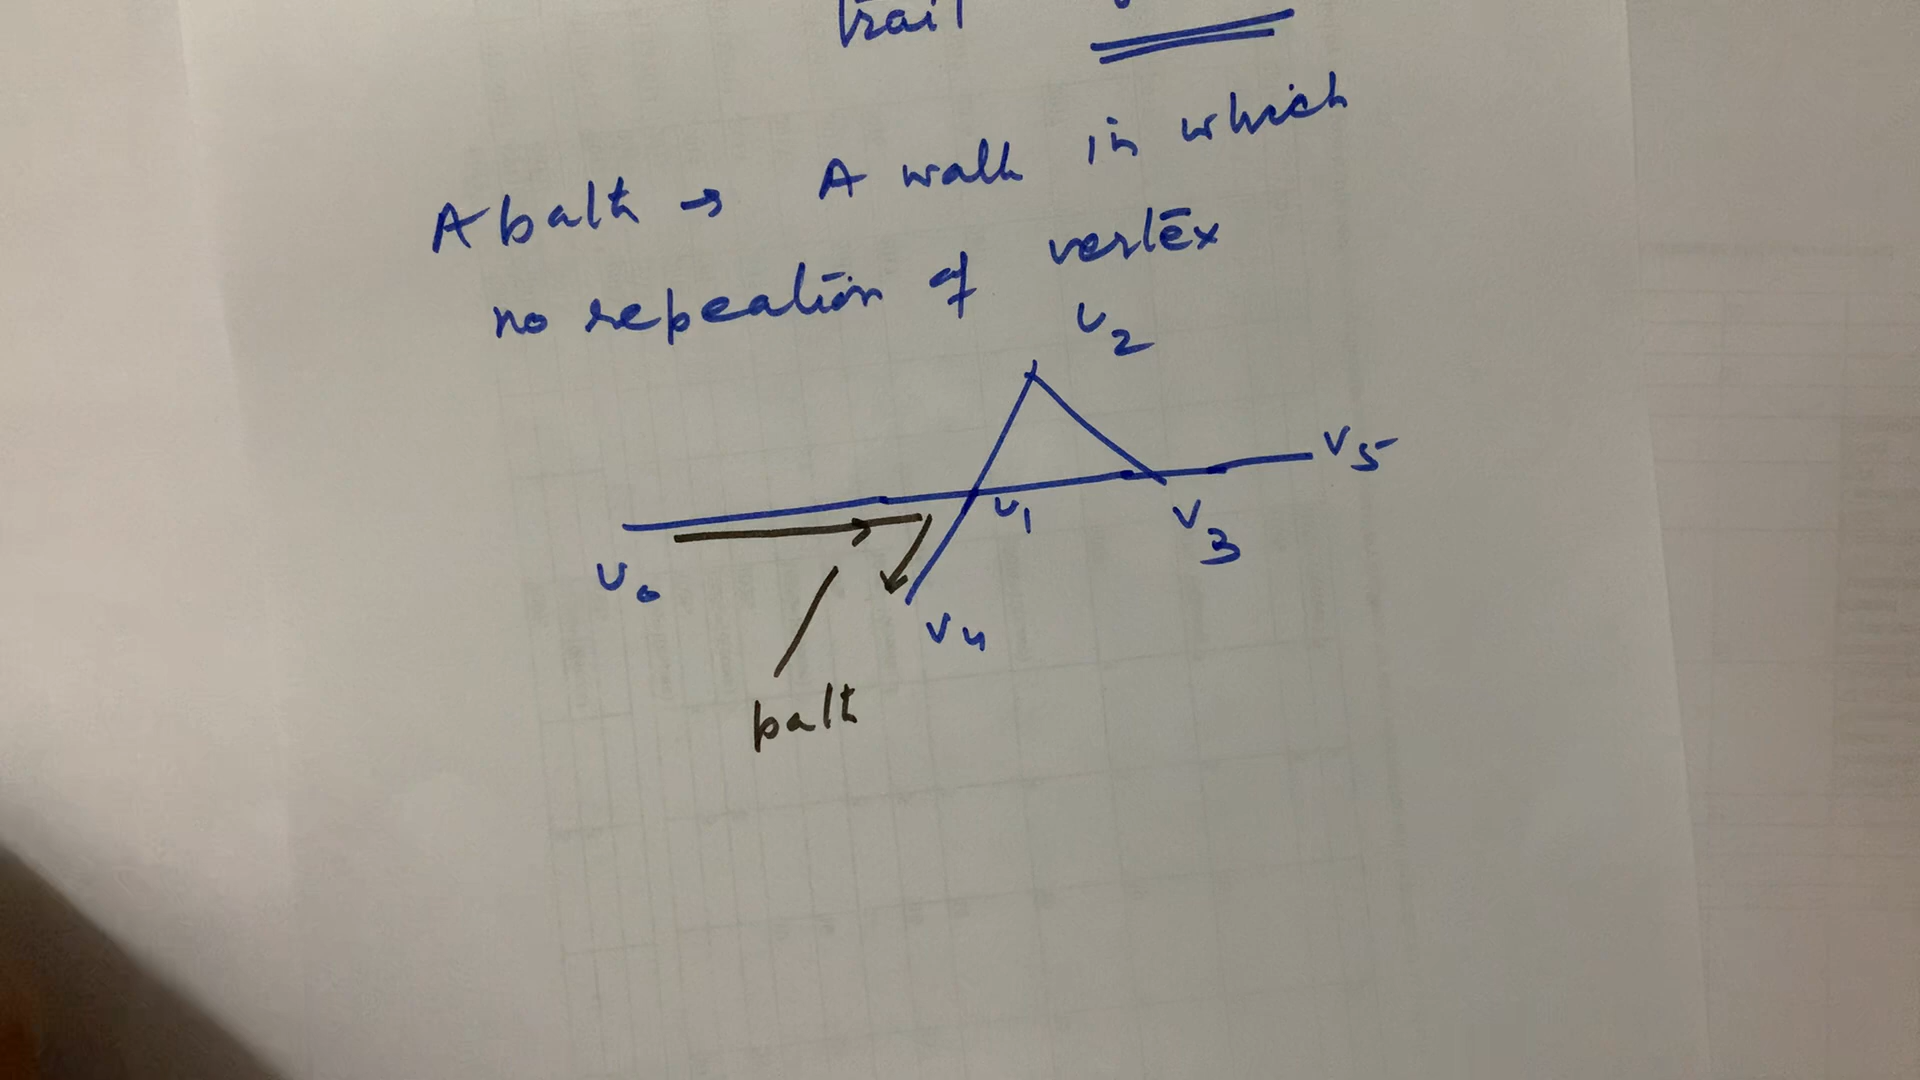 trail
A path → A walk in which
no repeation of vertex
v2
v5
v1
v3
v0
v4
path